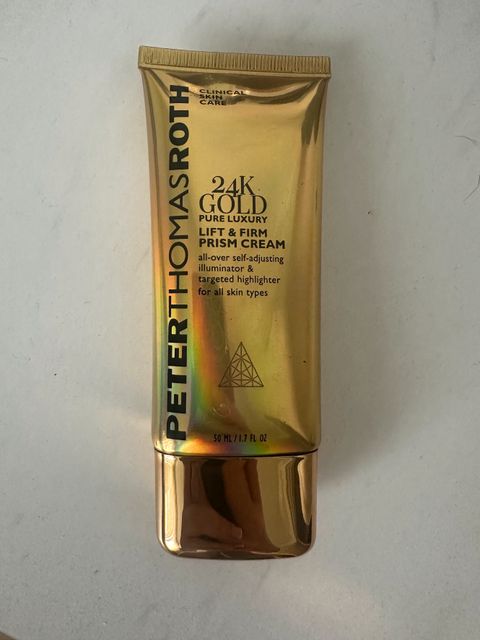 PETERTHOMASROTH
CLINICAL
SKIN
CARE
24K
GOLD
PURE LUXURY
LIFT & FIRM
PRISM CREAM
all-over self-adjusting
illuminator &
targeted highlighter
for all skin types
50 ML / 1.7 FL OZ